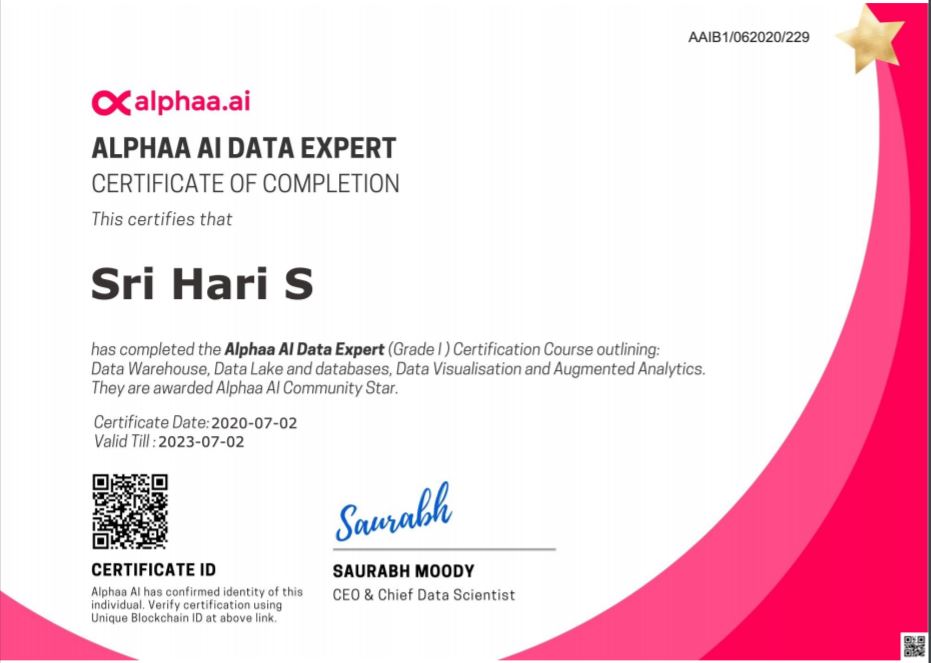 AAIB1/062020/229
alphaa.ai
ALPHAA AI DATA EXPERT
CERTIFICATE OF COMPLETION
This certifies that
Sri Hari S
has completed the Alphaa AI Data Expert (Grade I ) Certification Course outlining:
Data Warehouse, Data Lake and databases, Data Visualisation and Augmented Analytics.
They are awarded Alphaa AI Community Star.
Certificate Date: 2020-07-02
Valid Till : 2023-07-02
Saurabh
CERTIFICATE ID
Alphaa AI has confirmed identity of this
individual. Verify certification using
Unique Blockchain ID at above link.
SAURABH MOODY
CEO & Chief Data Scientist